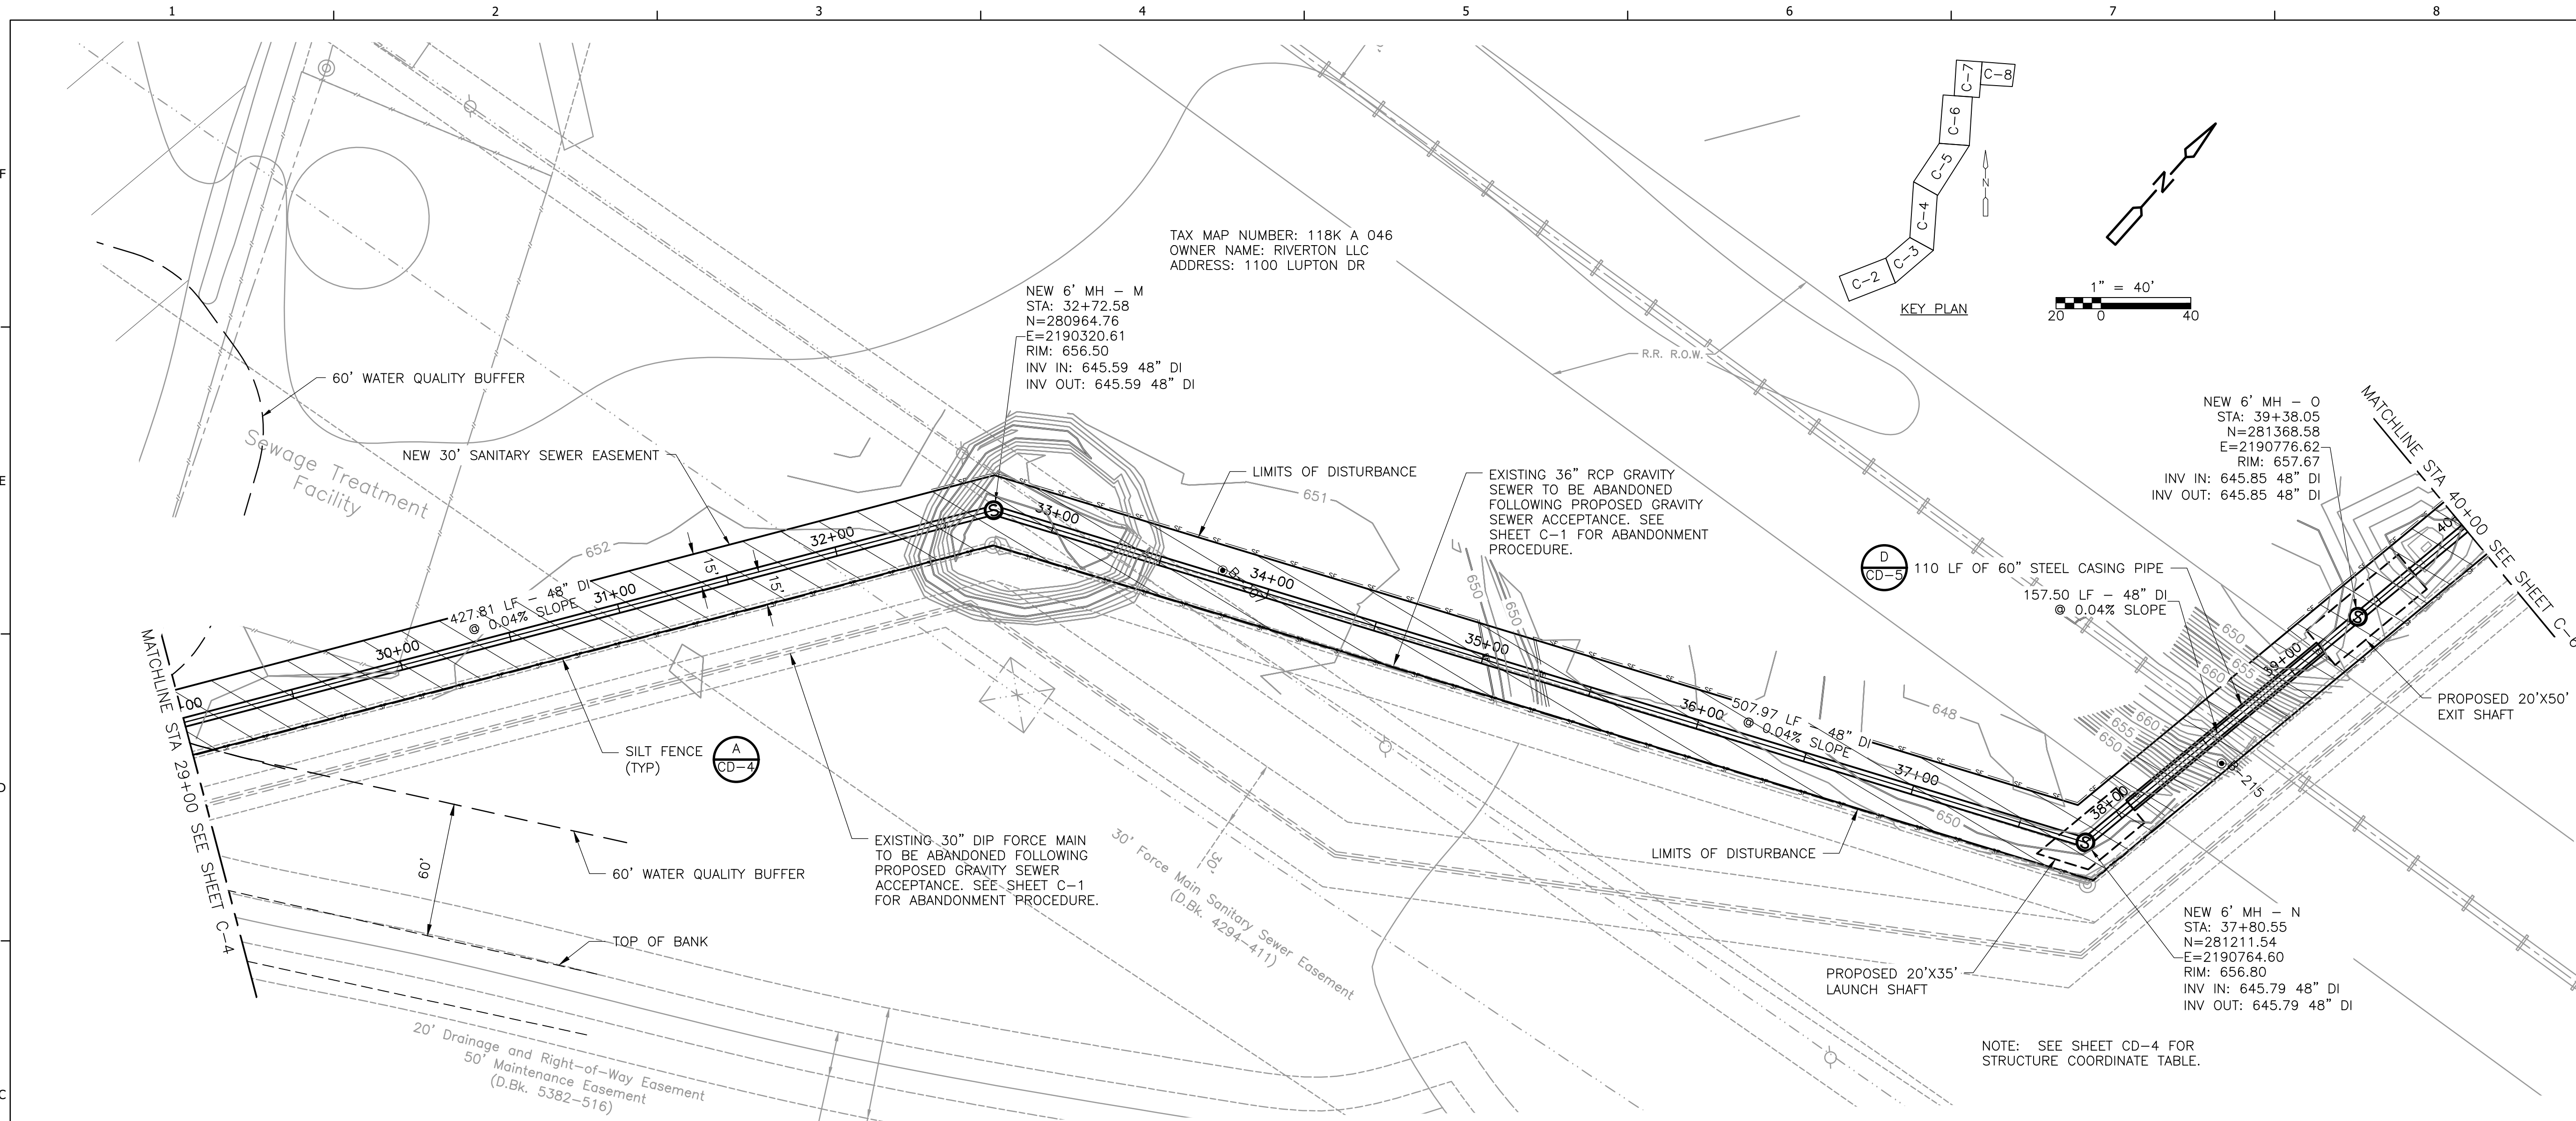 1
2
3
4
5
6
7
8
F
E
D
C
C-7
C-8
C-6
C-5
C-4
C-3
C-2
N
KEY PLAN
N
1" = 40'
20 0 40
TAX MAP NUMBER: 118K A 046
OWNER NAME: RIVERTON LLC
ADDRESS: 1100 LUPTON DR
NEW 6' MH - M
STA: 32+72.58
N=280964.76
E=2190320.61
RIM: 656.50
INV IN: 645.59 48" DI
INV OUT: 645.59 48" DI
R.R. R.O.W.
60' WATER QUALITY BUFFER
Sewage Treatment
Facility
NEW 30' SANITARY SEWER EASEMENT
LIMITS OF DISTURBANCE
651
652
EXISTING 36" RCP GRAVITY
SEWER TO BE ABANDONED
FOLLOWING PROPOSED GRAVITY
SEWER ACCEPTANCE. SEE
SHEET C-1 FOR ABANDONMENT
PROCEDURE.
NEW 6' MH - O
STA: 39+38.05
N=281368.58
E=2190776.62
RIM: 657.67
INV IN: 645.85 48" DI
INV OUT: 645.85 48" DI
MATCHLINE STA 40+00 SEE SHEET C-6
D
CD-5
110 LF OF 60" STEEL CASING PIPE
157.50 LF - 48" DI
@ 0.04% SLOPE
PROPOSED 20'X50'
EXIT SHAFT
427.81 LF - 48" DI
@ 0.04% SLOPE
15'
15'
30+00
31+00
32+00
33+00
34+00
35+00
36+00
37+00
38+00
39+00
507.97 LF - 48" DI
@ 0.04% SLOPE
650
650
648
650
650
655
660
660
655
650
B-215
MATCHLINE STA 29+00 SEE SHEET C-4
SILT FENCE
(TYP)
A
CD-4
60'
60' WATER QUALITY BUFFER
TOP OF BANK
EXISTING 30" DIP FORCE MAIN
TO BE ABANDONED FOLLOWING
PROPOSED GRAVITY SEWER
ACCEPTANCE. SEE SHEET C-1
FOR ABANDONMENT PROCEDURE.
30'
30' Force Main Sanitary Sewer Easement
(D.Bk. 4294-411)
20' Drainage and Right-of-Way Easement
50' Maintenance Easement
(D.Bk. 5382-516)
LIMITS OF DISTURBANCE
PROPOSED 20'X35'
LAUNCH SHAFT
NEW 6' MH - N
STA: 37+80.55
N=281211.54
E=2190764.60
RIM: 656.80
INV IN: 645.79 48" DI
INV OUT: 645.79 48" DI
NOTE: SEE SHEET CD-4 FOR
STRUCTURE COORDINATE TABLE.